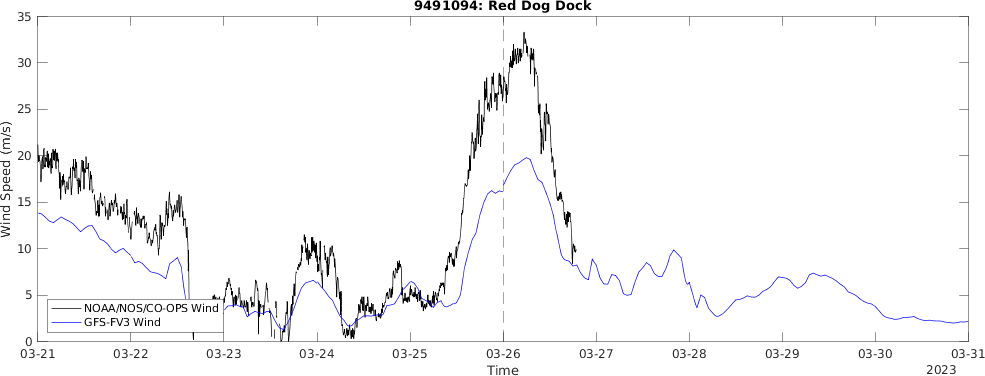 9491094: Red Dog Dock
35
30
25
20
15
10
5
0
Wind Speed (m/s)
NOAA/NOS/CO-OPS Wind
GFS-FV3 Wind
03-21 03-22 03-23 03-24 03-25 03-26 03-27 03-28 03-29 03-30 03-31
Time
2023